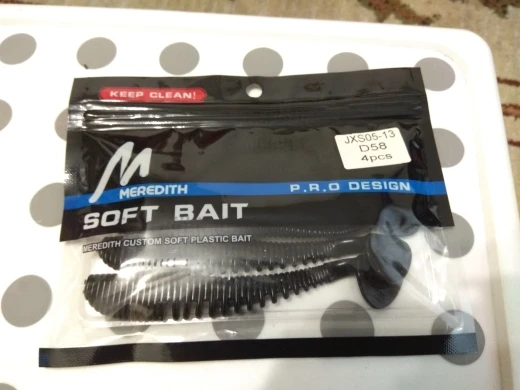 KEEP CLEAN!
JXS05-13
D58
4pcs
MEREDITH
P.R.O DESIGN
SOFT BAIT
MEREDITH CUSTOM SOFT PLASTIC BAIT